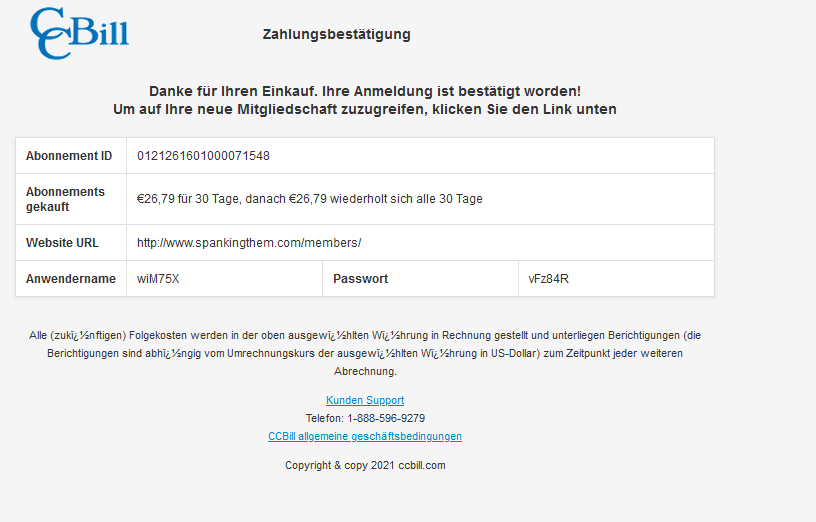 CCBill
Zahlungsbestätigung
Danke für Ihren Einkauf. Ihre Anmeldung ist bestätigt worden!
Um auf Ihre neue Mitgliedschaft zuzugreifen, klicken Sie den Link unten
Abonnement ID 0121261601000071548
Abonnements gekauft €26,79 für 30 Tage, danach €26,79 wiederholt sich alle 30 Tage
Website URL http://www.spankingthem.com/members/
Anwendername wiM75X Passwort vFz84R
Alle (zukï¿½nftigen) Folgekosten werden in der oben ausgewï¿½hlten Wï¿½hrung in Rechnung gestellt und unterliegen Berichtigungen (die
Berichtigungen sind abhï¿½ngig vom Umrechnungskurs der ausgewï¿½hlten Wï¿½hrung in US-Dollar) zum Zeitpunkt jeder weiteren
Abrechnung.
Kunden Support
Telefon: 1-888-596-9279
CCBill allgemeine geschäftsbedingungen
Copyright & copy 2021 ccbill.com